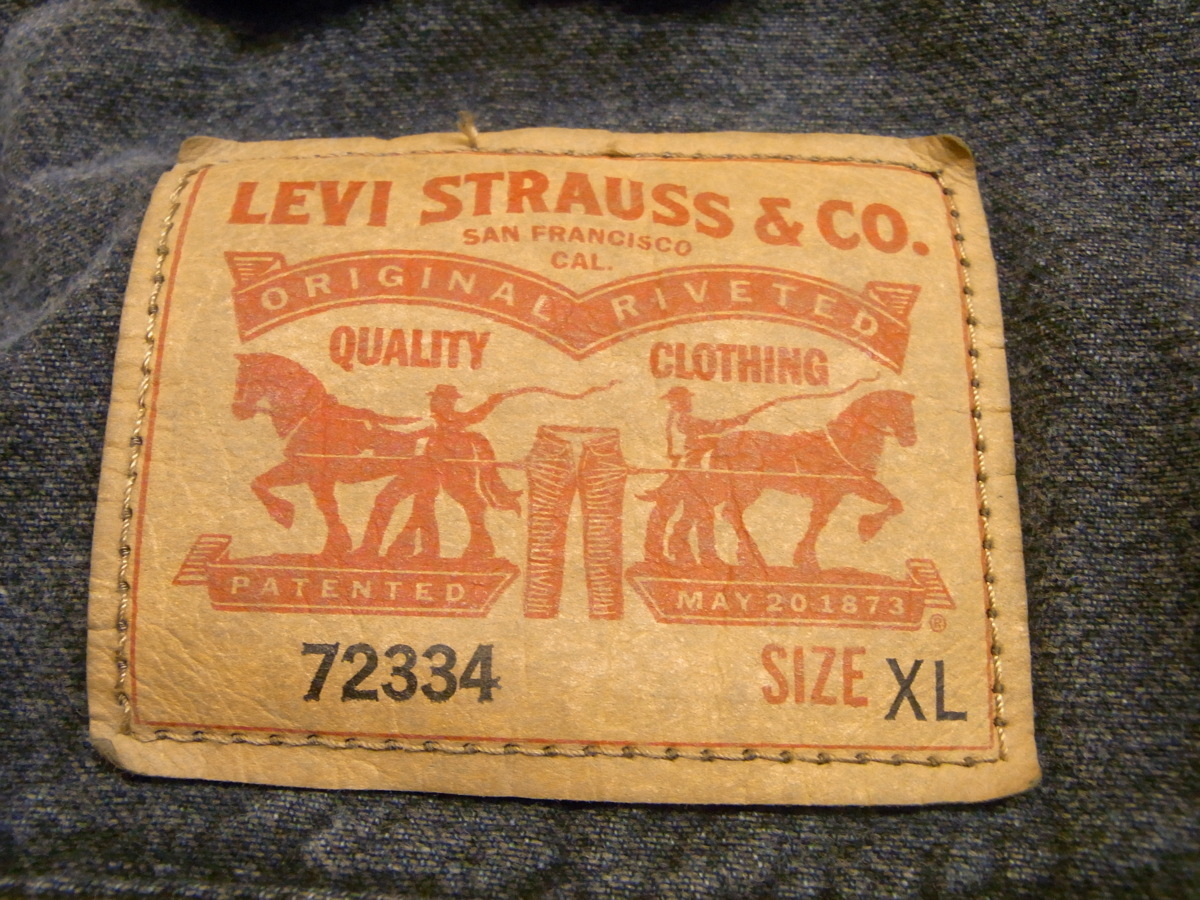 LEVI STRAUSS & CO.
SAN FRANCISCO
CAL.
ORIGINAL RIVETED
QUALITY CLOTHING
PATENTED MAY 20 1873
®
72334 SIZE XL